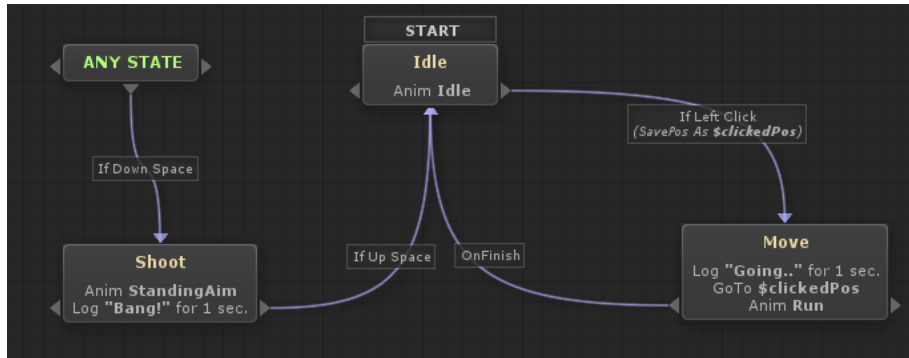 START
ANY STATE
Idle
Anim Idle
If Left Click
(SavePos As $clickedPos)
If Down Space
Shoot
Anim StandingAim
Log "Bang!" for 1 sec.
If Up Space
OnFinish
Move
Log "Going.." for 1 sec.
GoTo $clickedPos
Anim Run